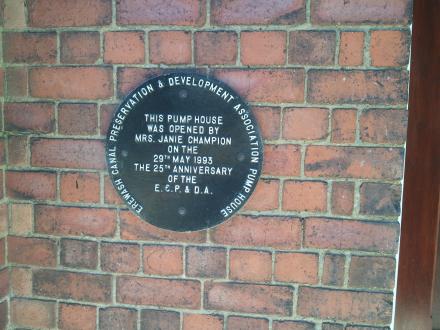 EREWASH CANAL PRESERVATION & DEVELOPMENT ASSOCIATION PUMP HOUSE
THIS PUMP HOUSE
WAS OPENED BY
MRS. JANIE CHAMPION
ON THE
29TH MAY 1993
THE 25TH ANNIVERSARY
OF THE
E.C.P. & D.A.